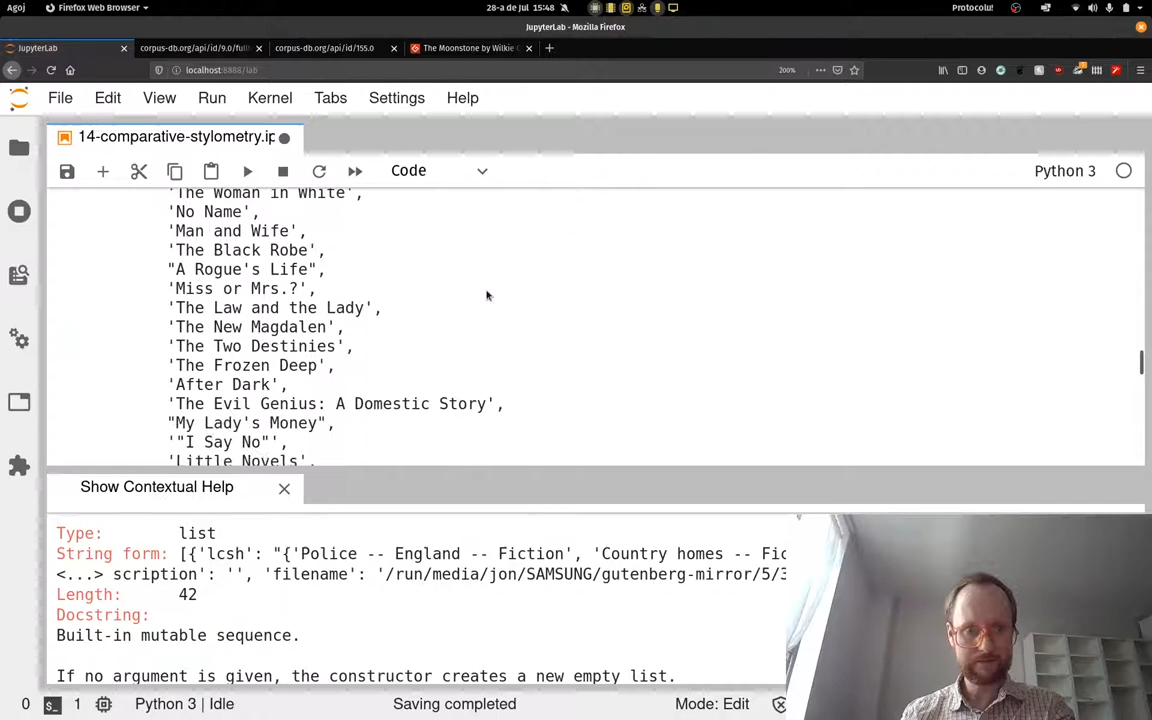 Agoj Firefox Web Browser 28-a de Jul 15:48 Protocolu!
JupyterLab - Mozilla Firefox
JupyterLab corpus-db.org/api/id/9.0/full corpus-db.org/api/id/155.0 The Moonstone by Wilkie
localhost:8888/lab 200%
File Edit View Run Kernel Tabs Settings Help
14-comparative-stylometry.ip
Code Python 3
'The Woman in White',
'No Name',
'Man and Wife',
'The Black Robe',
"A Rogue's Life",
'Miss or Mrs.?',
'The Law and the Lady',
'The New Magdalen',
'The Two Destinies',
'The Frozen Deep',
'After Dark',
'The Evil Genius: A Domestic Story',
"My Lady's Money",
'"I Say No"',
'Little Novels',
Show Contextual Help
Type: list
String form: [{'lcsh': "{'Police -- England -- Fiction', 'Country homes -- Fic
<...> scription': '', 'filename': '/run/media/jon/SAMSUNG/gutenberg-mirror/5/3
Length: 42
Docstring:
Built-in mutable sequence.
If no argument is given, the constructor creates a new empty list.
0 1 Python 3 | Idle Saving completed Mode: Edit